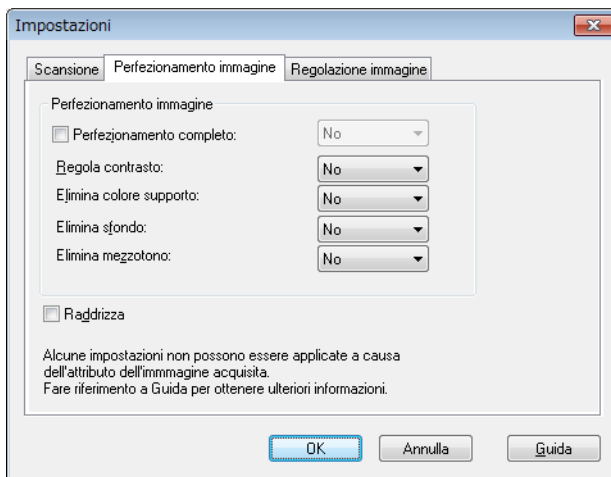 Impostazioni
Scansione Perfezionamento immagine Regolazione immagine
Perfezionamento immagine
Perfezionamento completo: No
Regola contrasto: No
Elimina colore supporto: No
Elimina sfondo: No
Elimina mezzotono: No
Raddrizza
Alcune impostazioni non possono essere applicate a causa
dell'attributo dell'immmagine acquisita.
Fare riferimento a Guida per ottenere ulteriori informazioni.
OK Annulla Guida